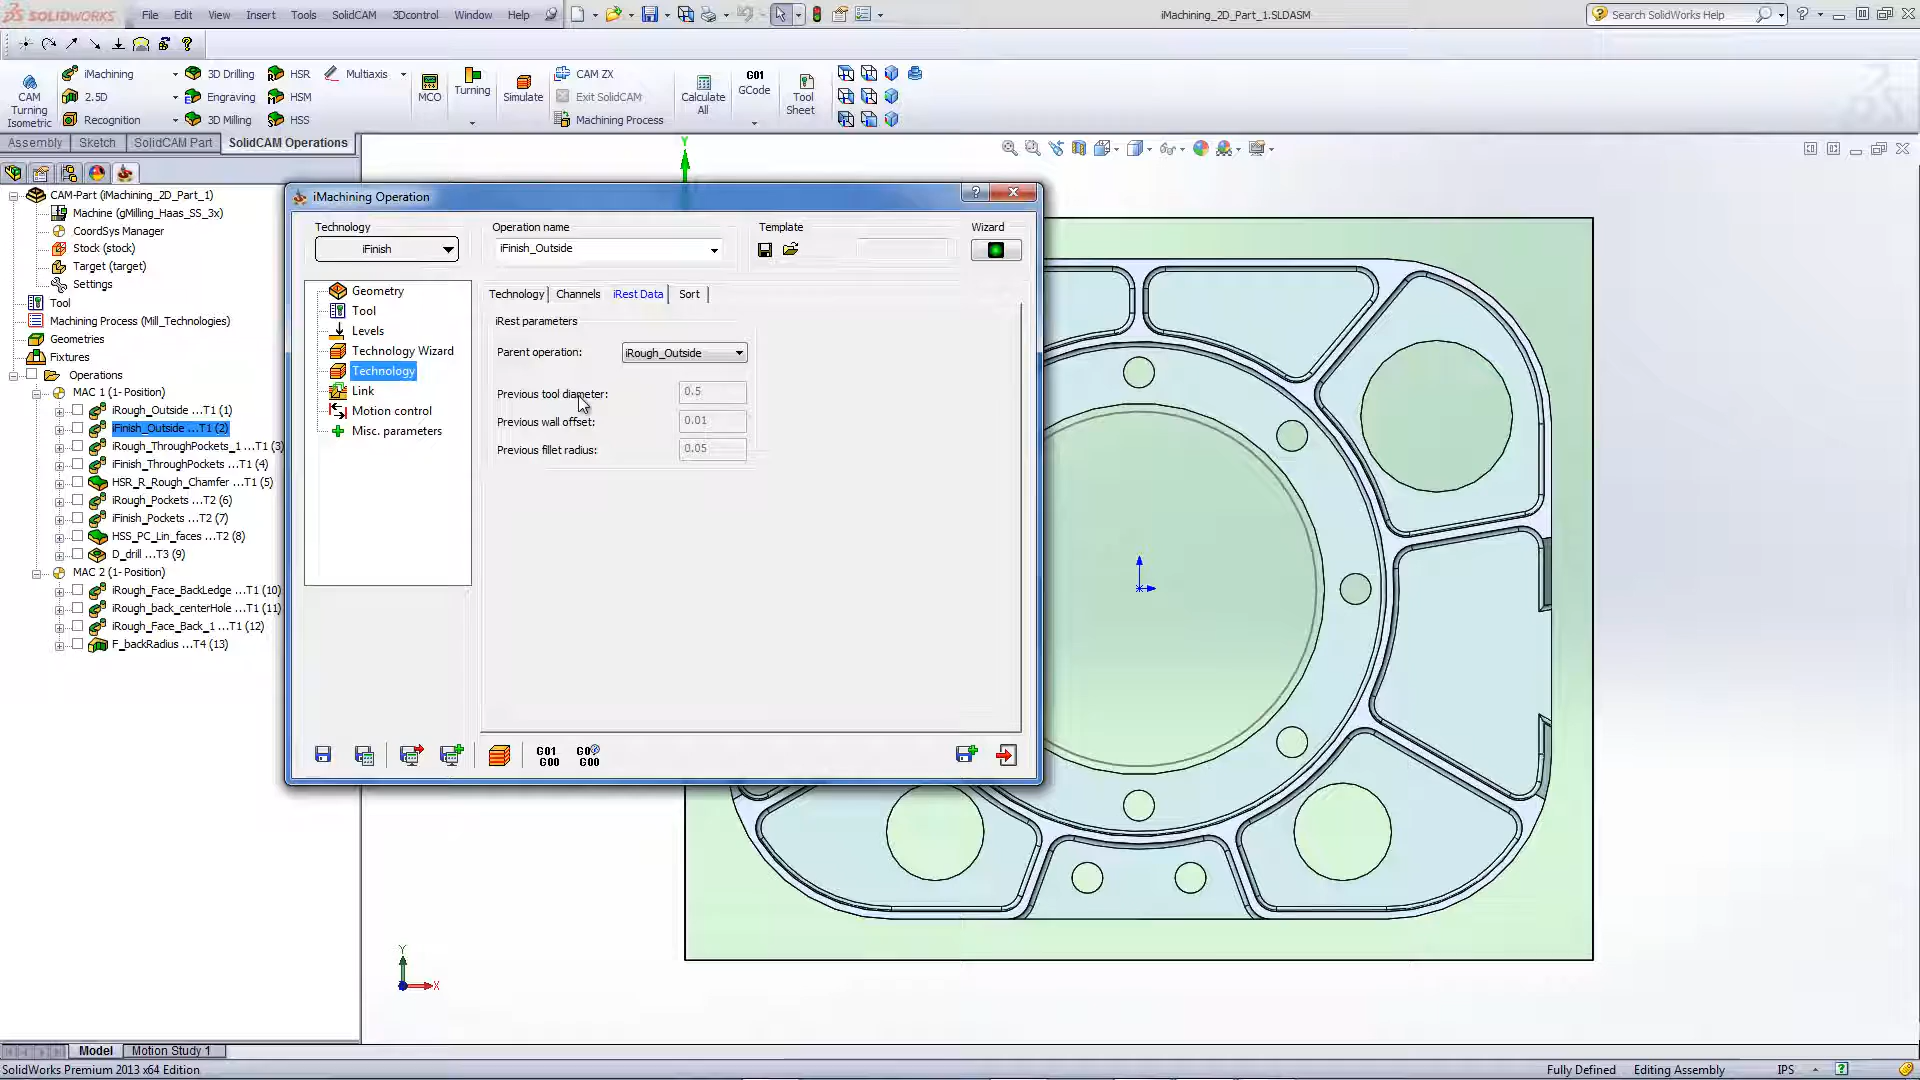 SOLIDWORKS File Edit View Insert Tools SolidCAM 3Dcontrol Window Help iMachining_2D_Part_1.SLDASM Search SolidWorks Help
CAM Turning Isometric
iMachining 3D Drilling HSR Multiaxis
2.5D Engraving HSM
Recognition 3D Milling HSS
MCO Turning Simulate
CAM ZX
Exit SolidCAM
Machining Process
Calculate All
G01 GCode
Tool Sheet
Assembly Sketch SolidCAM Part SolidCAM Operations
CAM-Part (iMachining_2D_Part_1)
Machine (gMilling_Haas_SS_3x)
CoordSys Manager
Stock (stock)
Target (target)
Settings
Tool
Machining Process (Mill_Technologies)
Geometries
Fixtures
Operations
MAC 1 (1- Position)
iRough_Outside ...T1 (1)
iFinish_Outside ...T1 (2)
iRough_ThroughPockets_1 ...T1 (3)
iFinish_ThroughPockets ...T1 (4)
HSR_R_Rough_Chamfer ...T1 (5)
iRough_Pockets ...T2 (6)
iFinish_Pockets ...T2 (7)
HSS_PC_Lin_faces ...T2 (8)
D_drill ...T3 (9)
MAC 2 (1- Position)
iRough_Face_BackLedge ...T1 (10)
iRough_back_centerHole ...T1 (11)
iRough_Face_Back_1 ...T1 (12)
F_backRadius ...T4 (13)
iMachining Operation
Technology Operation name Template Wizard
iFinish iFinish_Outside
Geometry
Tool
Levels
Technology Wizard
Technology
Link
Motion control
Misc. parameters
Technology Channels iRest Data Sort
iRest parameters
Parent operation: iRough_Outside
Previous tool diameter: 0.5
Previous wall offset: 0.01
Previous fillet radius: 0.05
G01 G00
G00
Y
Y
X
Model Motion Study 1
SolidWorks Premium 2013 x64 Edition Fully Defined Editing Assembly IPS